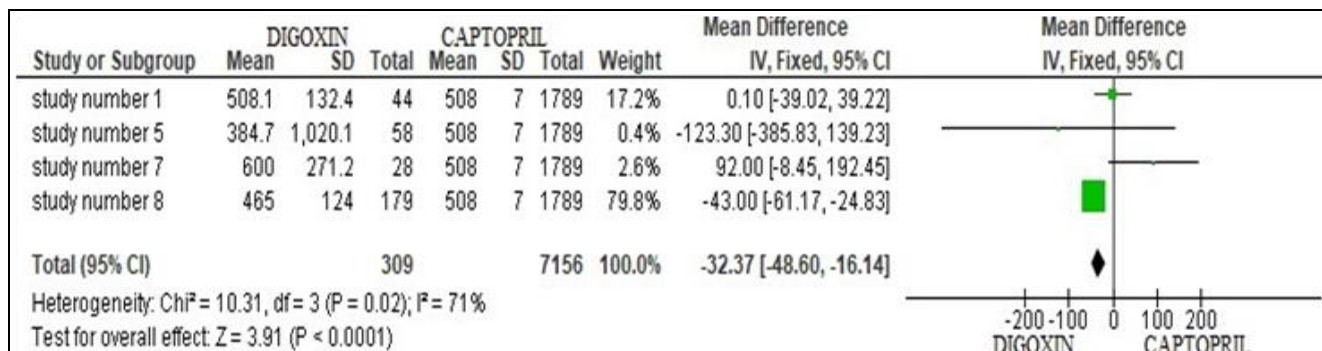 DIGOXIN CAPTOPRIL Mean Difference Mean Difference
Study or Subgroup Mean SD Total Mean SD Total Weight IV, Fixed, 95% CI IV, Fixed, 95% CI
study number 1 508.1 132.4 44 508 7 1789 17.2% 0.10 [-39.02, 39.22]
study number 5 384.7 1,020.1 58 508 7 1789 0.4% -123.30 [-385.83, 139.23]
study number 7 600 271.2 28 508 7 1789 2.6% 92.00 [-8.45, 192.45]
study number 8 465 124 179 508 7 1789 79.8% -43.00 [-61.17, -24.83]
Total (95% CI) 309 7156 100.0% -32.37 [-48.60, -16.14]
Heterogeneity: Chi² = 10.31, df = 3 (P = 0.02); I² = 71%
Test for overall effect: Z = 3.91 (P < 0.0001)
-200 -100 0 100 200
DIGOXIN CAPTOPRIL